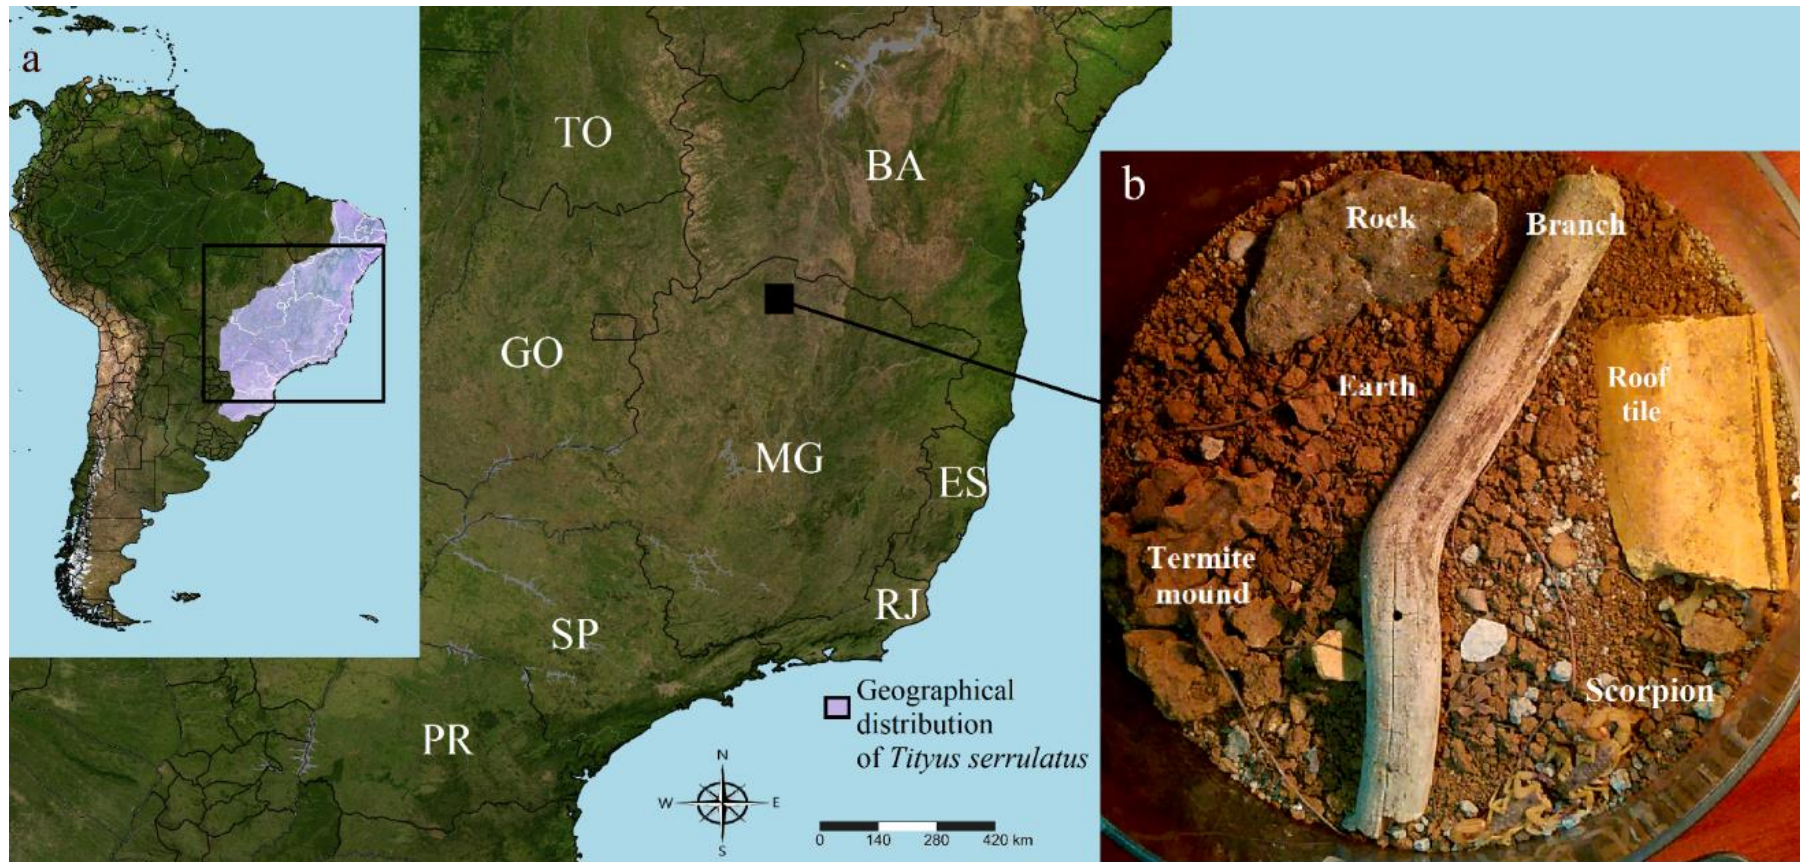 a
TO
BA
GO
MG
ES
RJ
SP
PR
Geographical
distribution
of Tityus serrulatus
N
W
E
S
0
140
280
420 km
b
Rock
Branch
Earth
Roof
tile
Termite
mound
Scorpion